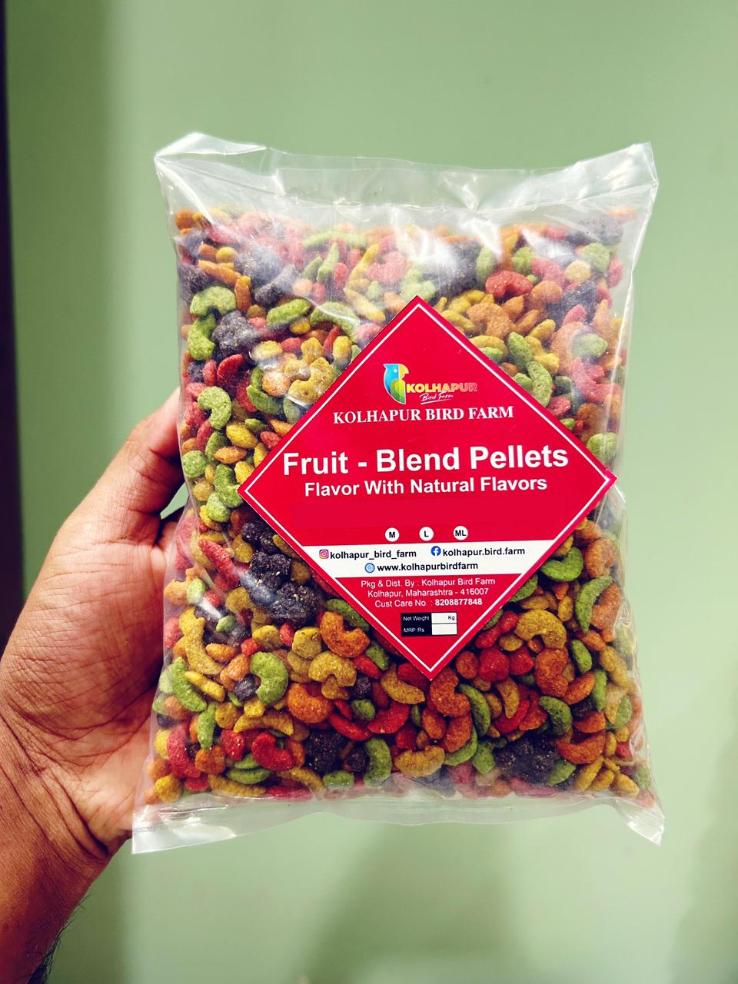 KOLHAPUR
Bird Farm
KOLHAPUR BIRD FARM
Fruit - Blend Pellets
Flavor With Natural Flavors
M L ML
kolhapur_bird_farm kolhapur.bird.farm
www.kolhapurbirdfarm
Pkg & Dist. By : Kolhapur Bird Farm
Kolhapur, Maharashtra - 416007
Cust Care No : 8208877848
Net Weight Kg
MRP Rs